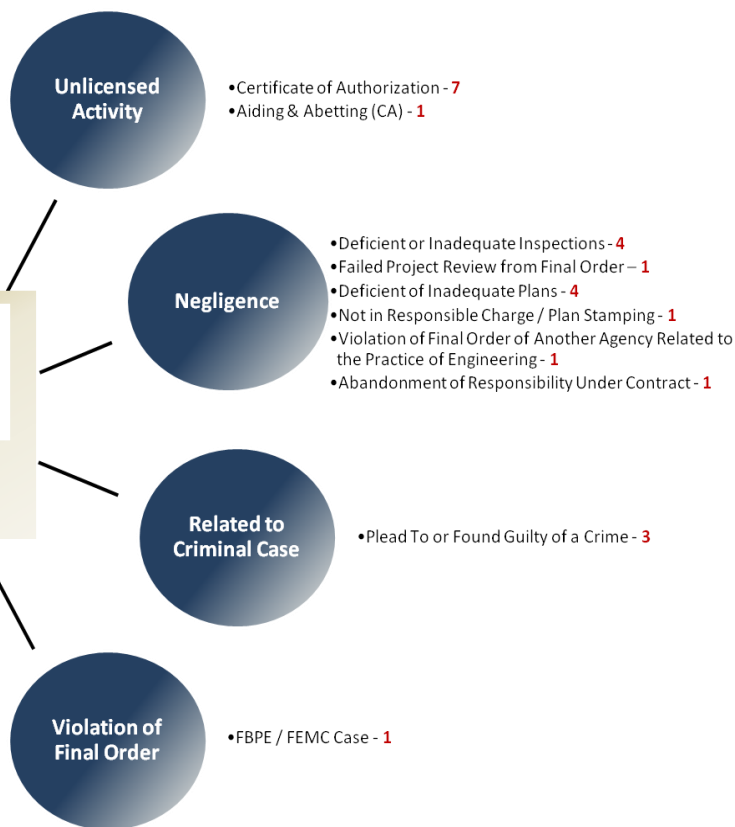 Unlicensed
Activity
•Certificate of Authorization - 7
•Aiding & Abetting (CA) - 1
Negligence
•Deficient or Inadequate Inspections - 4
•Failed Project Review from Final Order – 1
•Deficient of Inadequate Plans - 4
•Not in Responsible Charge / Plan Stamping - 1
•Violation of Final Order of Another Agency Related to
the Practice of Engineering - 1
•Abandonment of Responsibility Under Contract - 1
Related to
Criminal Case
•Plead To or Found Guilty of a Crime - 3
Violation of
Final Order
•FBPE / FEMC Case - 1